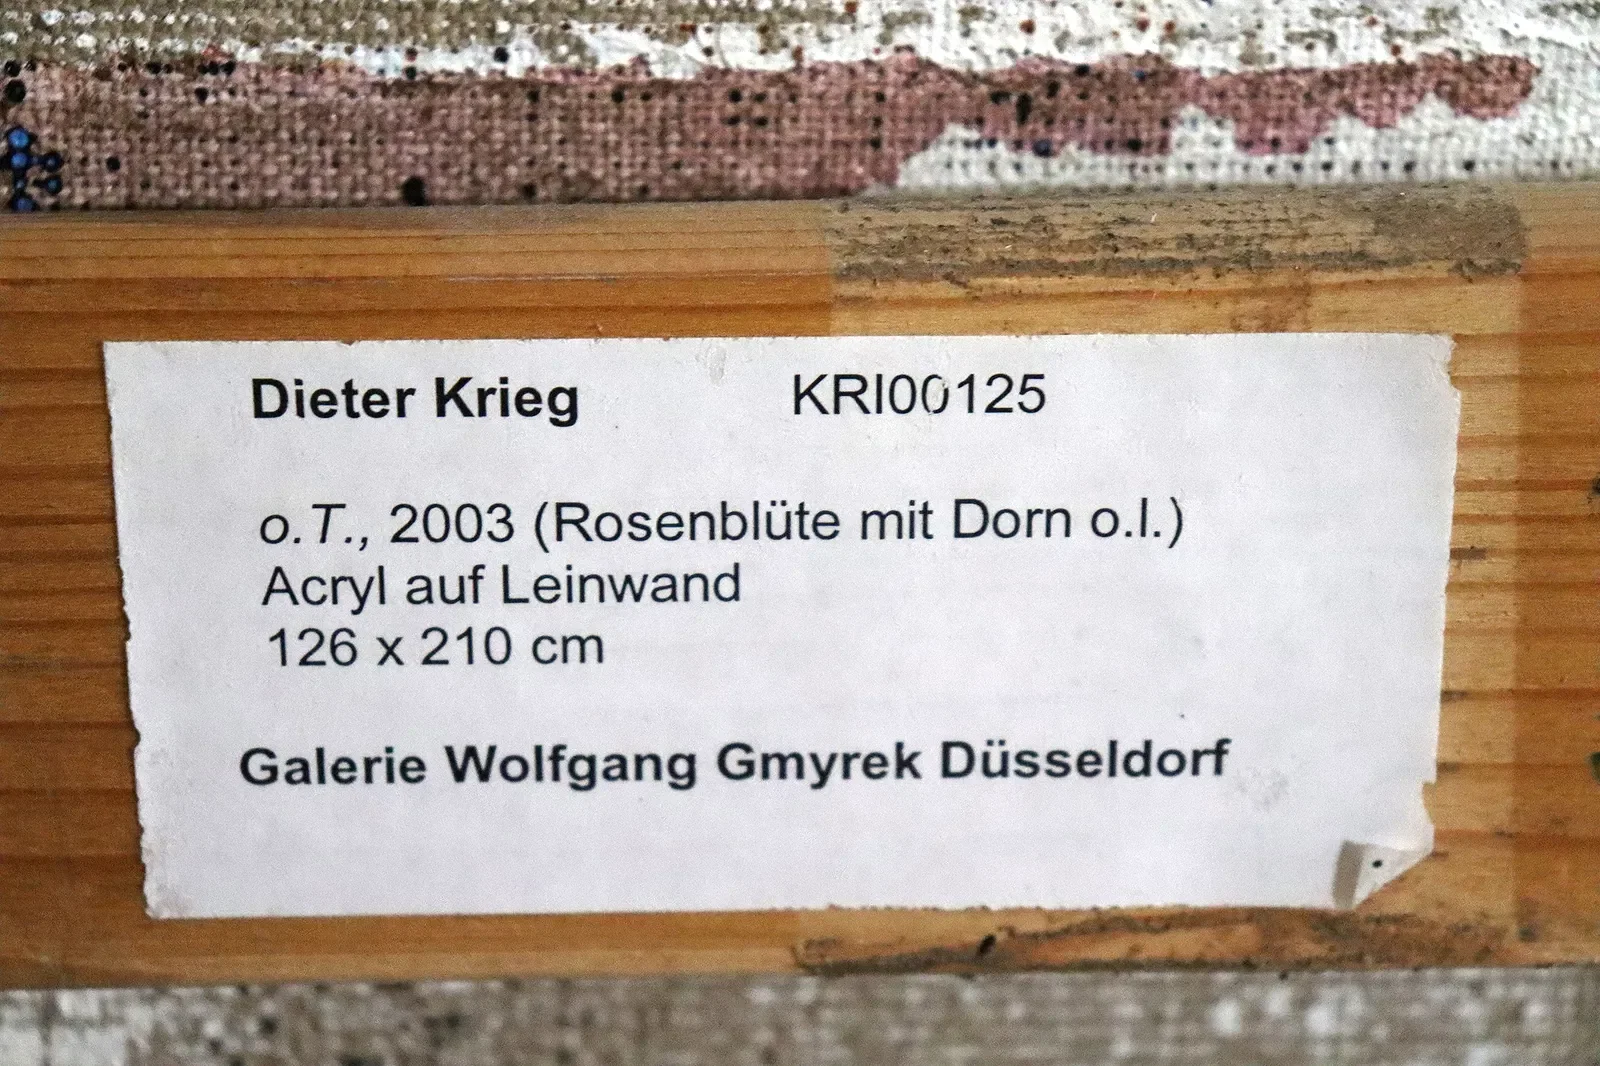 Dieter Krieg KRI00125
o.T., 2003 (Rosenblüte mit Dorn o.l.)
Acryl auf Leinwand
126 x 210 cm
Galerie Wolfgang Gmyrek Düsseldorf